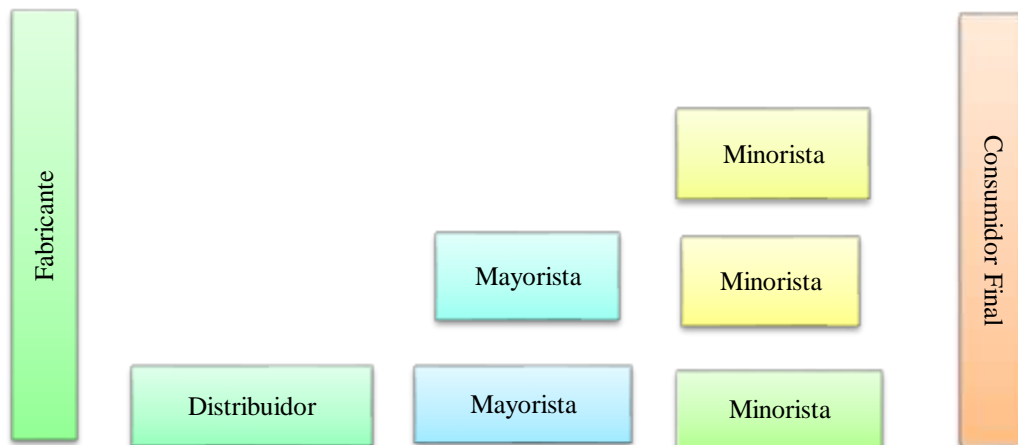 Fabricante
Minorista
Mayorista
Minorista
Distribuidor
Mayorista
Minorista
Consumidor Final